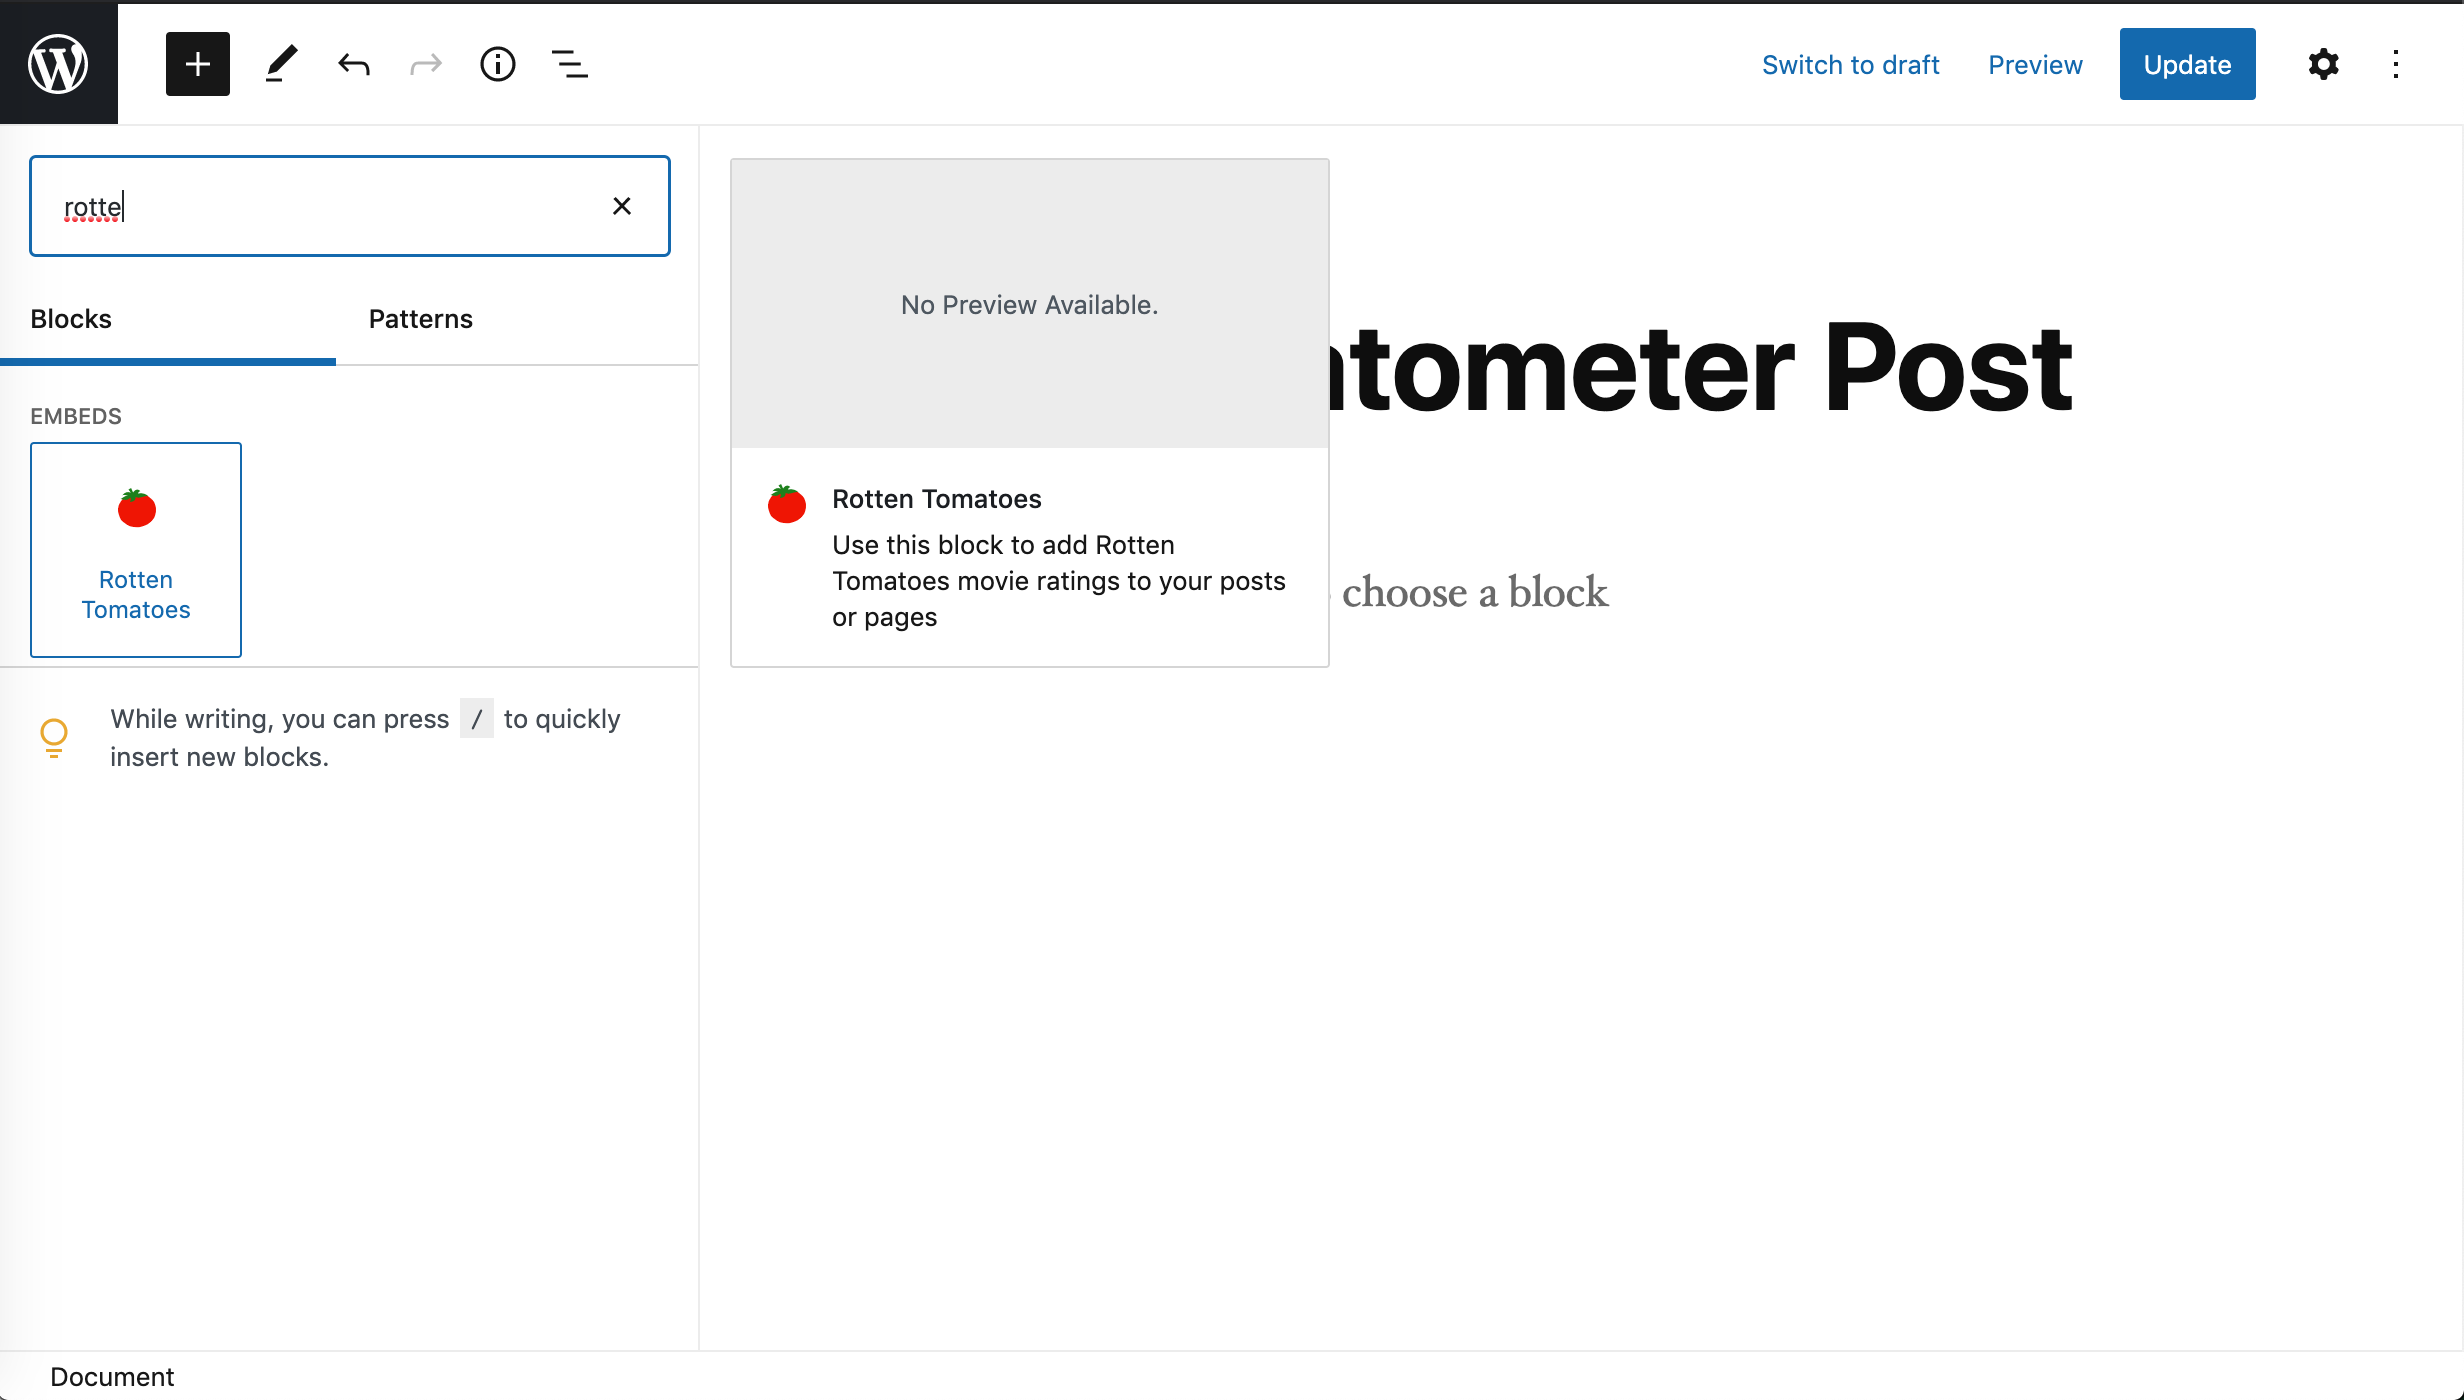 Switch to draft
Preview
Update
rotte
Blocks
Patterns
EMBEDS
Rotten
Tomatoes
While writing, you can press / to quickly
insert new blocks.
No Preview Available.
Rotten Tomatoes
Use this block to add Rotten
Tomatoes movie ratings to your posts
or pages
tometer Post
choose a block
Document